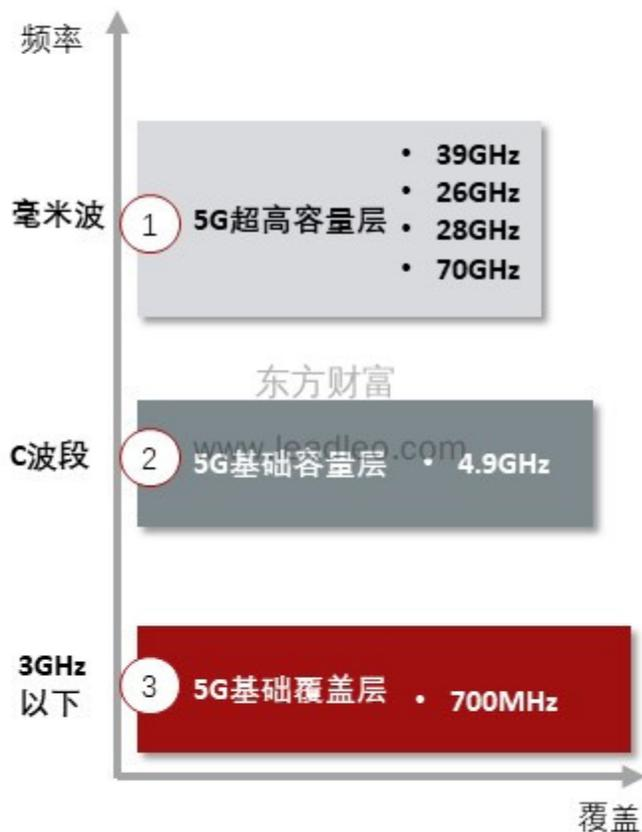 频率
毫米波
1
5G超高容量层
• 39GHz
• 26GHz
• 28GHz
• 70GHz
东方财富
www.leadleo.com
C波段
2
5G基础容量层
• 4.9GHz
3GHz
以下
3
5G基础覆盖层
• 700MHz
覆盖